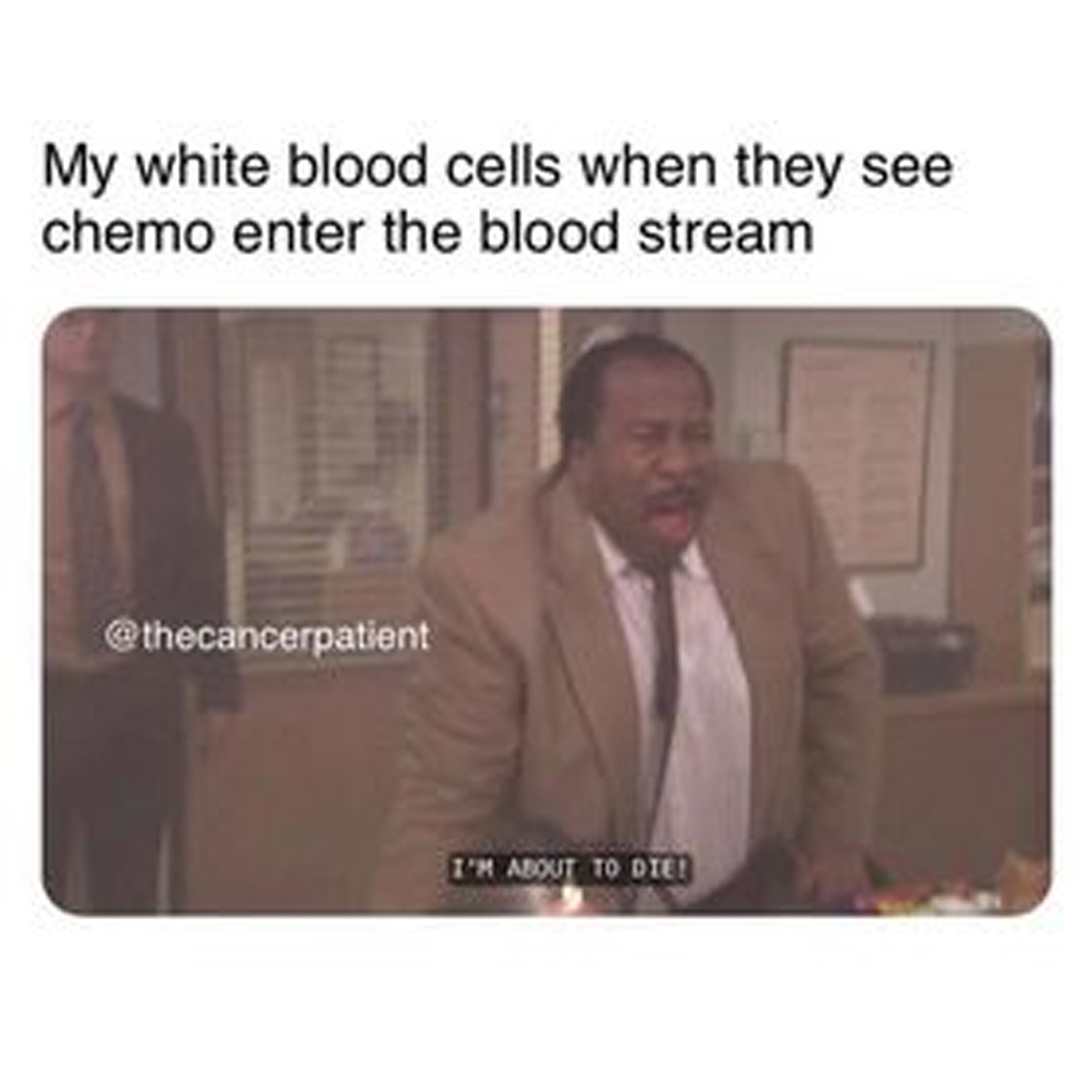 My white blood cells when they see
chemo enter the blood stream
@thecancerpatient
I'M ABOUT TO DIE!